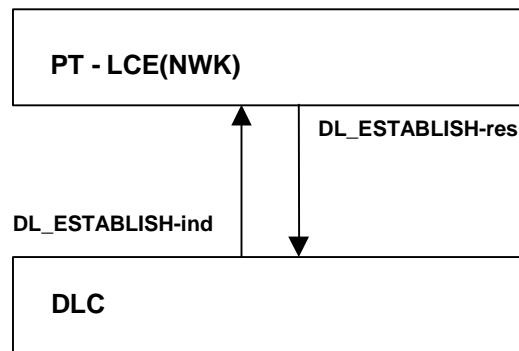 PT - LCE(NWK)
DL_ESTABLISH-res
DL_ESTABLISH-ind
DLC